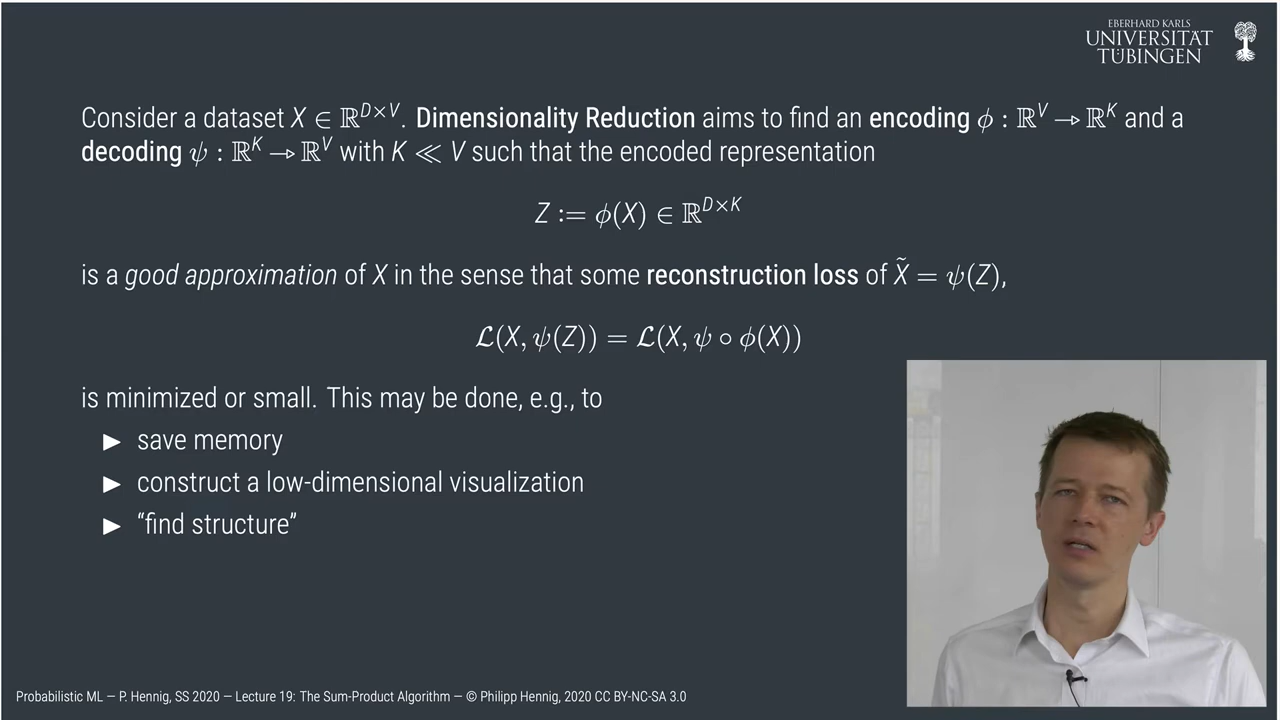 EBERHARD KARLS
UNIVERSITÄT
TÜBINGEN
Consider a dataset X ∈ ℝ^{D×V}. Dimensionality Reduction aims to find an encoding ϕ : ℝ^V → ℝ^K and a
decoding ψ : ℝ^K → ℝ^V with K ≪ V such that the encoded representation
Z := ϕ(X) ∈ ℝ^{D×K}
is a good approximation of X in the sense that some reconstruction loss of X̃ = ψ(Z),
ℒ(X, ψ(Z)) = ℒ(X, ψ ∘ ϕ(X))
is minimized or small. This may be done, e.g., to
▶ save memory
▶ construct a low-dimensional visualization
▶ “find structure”
Probabilistic ML — P. Hennig, SS 2020 — Lecture 19: The Sum-Product Algorithm — © Philipp Hennig, 2020 CC BY-NC-SA 3.0